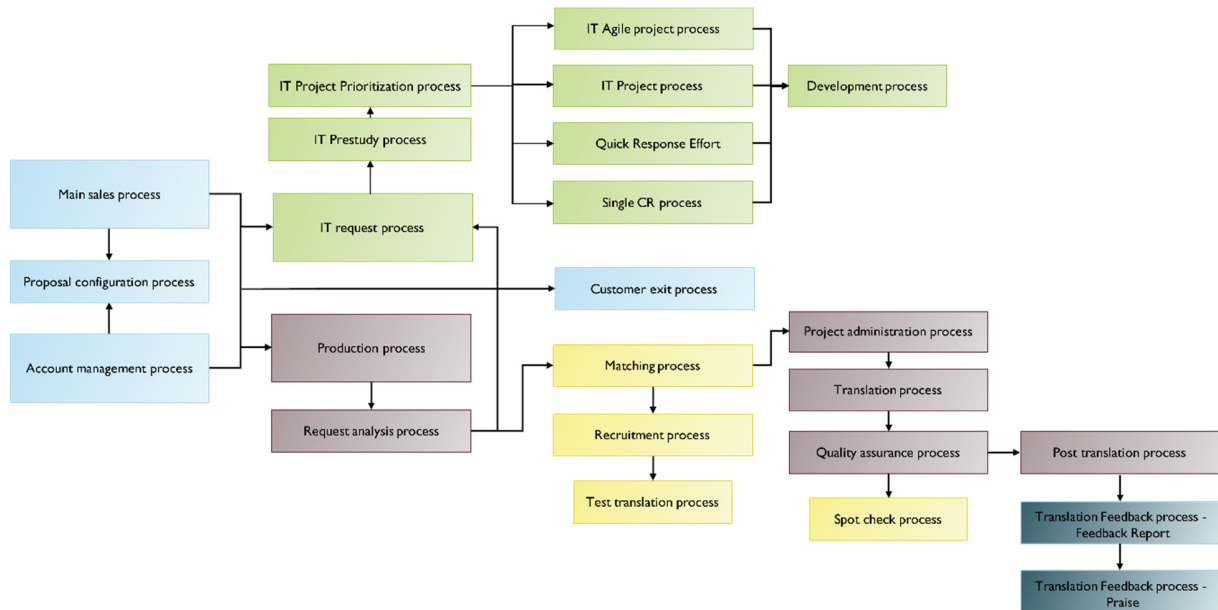 IT Agile project process
IT Project Prioritization process
IT Project process
Development process
IT Prestudy process
Quick Response Effort
Main sales process
Single CR process
IT request process
Proposal configuration process
Customer exit process
Project administration process
Production process
Account management process
Matching process
Translation process
Request analysis process
Recruitment process
Quality assurance process
Post translation process
Test translation process
Spot check process
Translation Feedback process -
Feedback Report
Translation Feedback process -
Praise